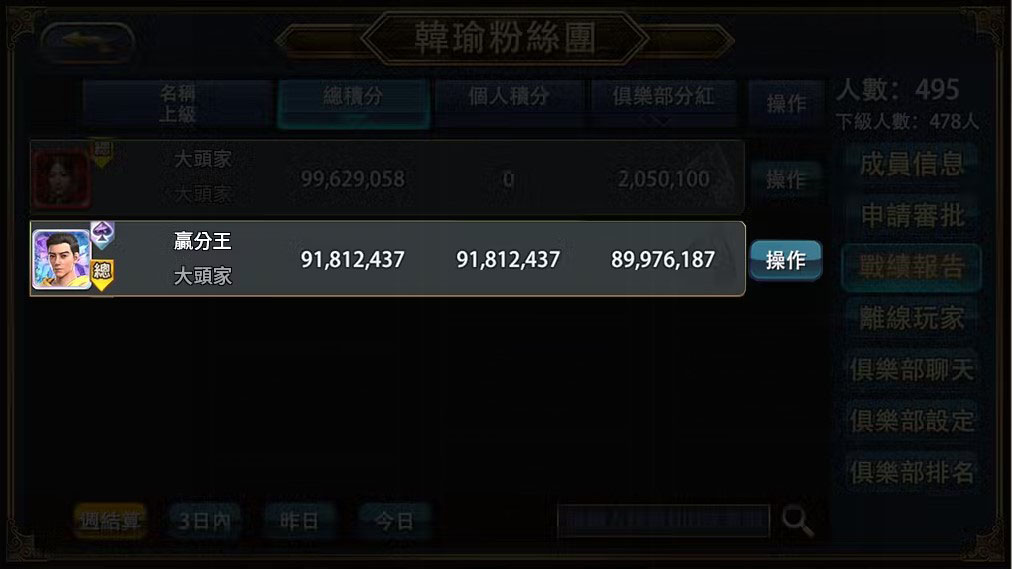 韓瑜粉絲團
名稱
上級
總積分
個人積分
俱樂部分紅
操作
人數：495
下級人數：478人
總
大頭家
大頭家
99,629,058
0
2,050,100
操作
贏分王
總
大頭家
91,812,437
91,812,437
89,976,187
操作
成員信息
申請審批
戰績報告
離線玩家
俱樂部聊天
俱樂部設定
俱樂部排名
週結算
3日內
昨日
今日